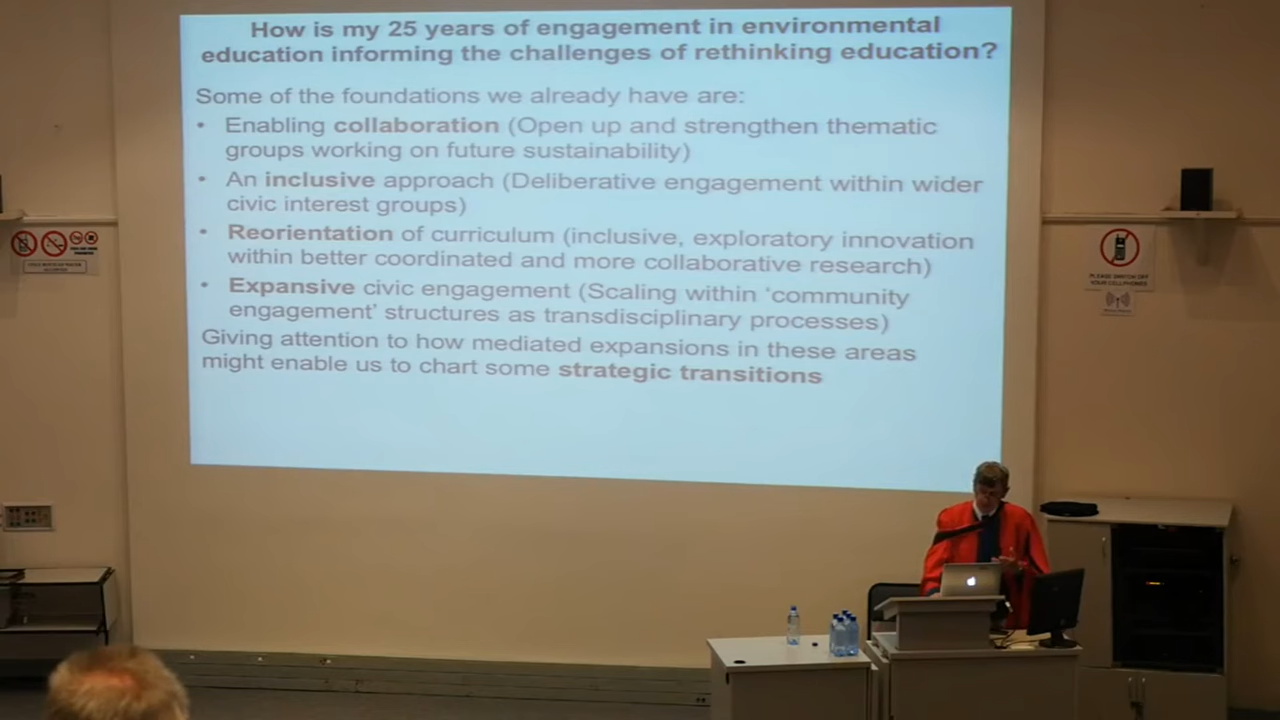 How is my 25 years of engagement in environmental
education informing the challenges of rethinking education?
Some of the foundations we already have are:
• Enabling collaboration (Open up and strengthen thematic
groups working on future sustainability)
• An inclusive approach (Deliberative engagement within wider
civic interest groups)
• Reorientation of curriculum (inclusive, exploratory innovation
within better coordinated and more collaborative research)
• Expansive civic engagement (Scaling within ‘community
engagement’ structures as transdisciplinary processes)
Giving attention to how mediated expansions in these areas
might enable us to chart some strategic transitions
PLEASE SWITCH OFF
YOUR CELLPHONES